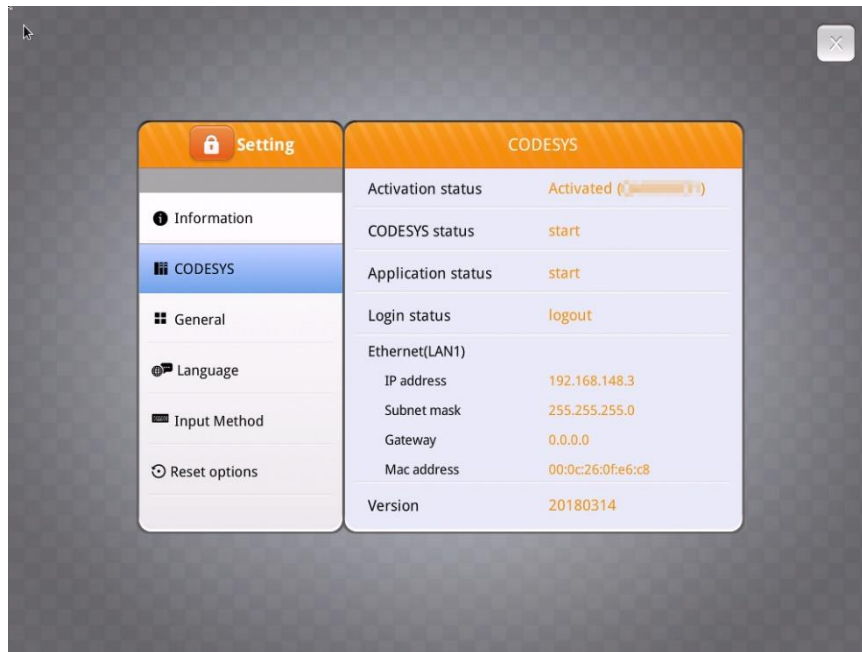 Setting
Information
CODESYS
General
Language
Input Method
Reset options
CODESYS
Activation status Activated ( )
CODESYS status start
Application status start
Login status logout
Ethernet(LAN1)
IP address 192.168.148.3
Subnet mask 255.255.255.0
Gateway 0.0.0.0
Mac address 00:0c:26:0f:e6:c8
Version 20180314